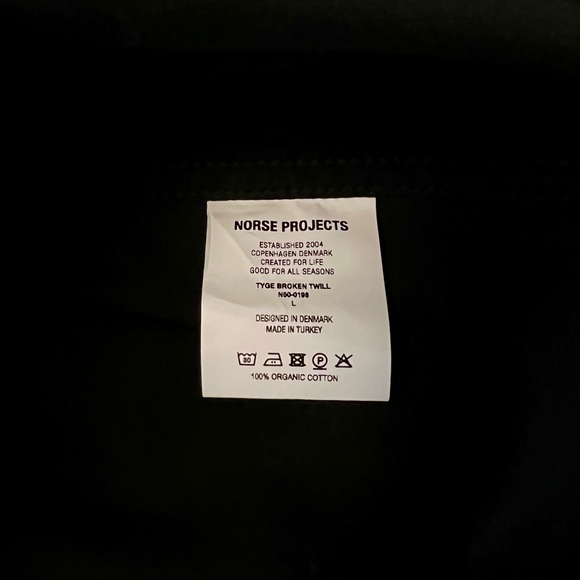 NORSE PROJECTS
ESTABLISHED 2004
COPENHAGEN DENMARK
CREATED FOR LIFE
GOOD FOR ALL SEASONS
TYGE BROKEN TWILL
N50-0198
L
DESIGNED IN DENMARK
MADE IN TURKEY
30 P
100% ORGANIC COTTON